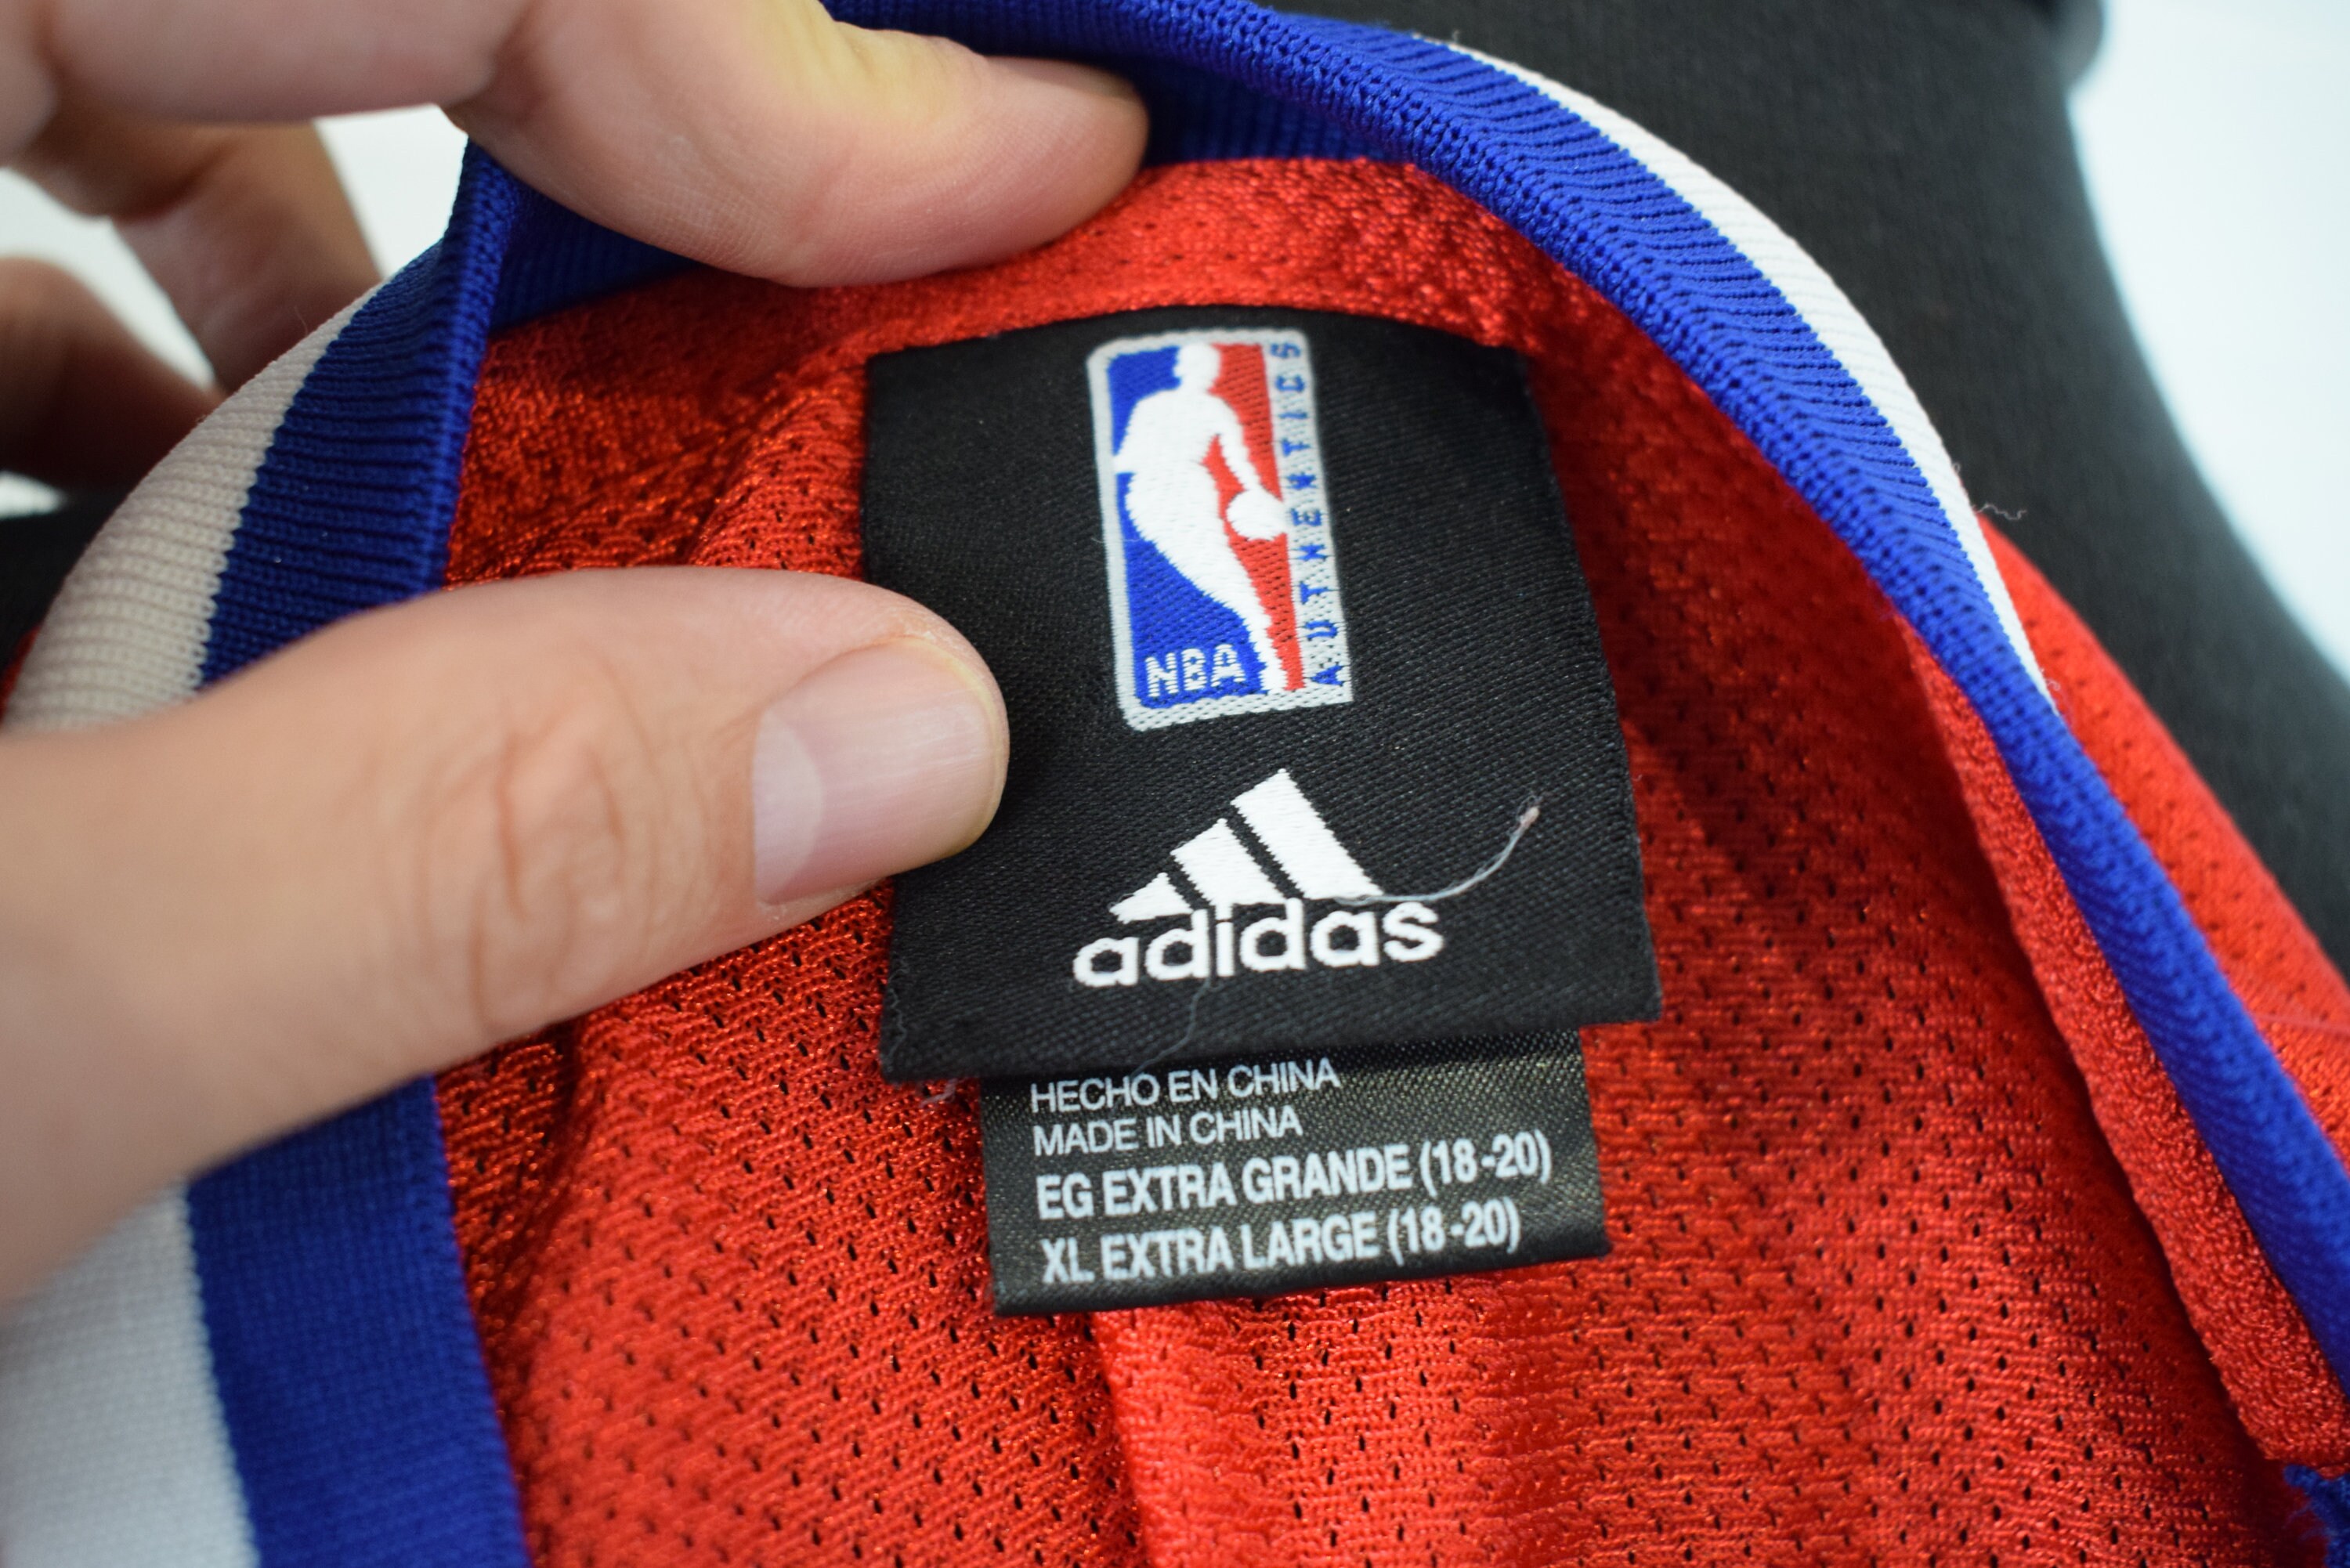 NBA
AUTHENTICS
adidas
HECHO EN CHINA
MADE IN CHINA
EG EXTRA GRANDE (18-20)
XL EXTRA LARGE (18-20)